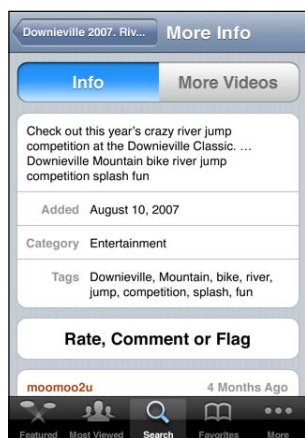 Downieville 2007. Riv...
More Info
Info
More Videos
Check out this year's crazy river jump
competition at the Downieville Classic. ...
Downieville Mountain bike river jump
competition splash fun
Added August 10, 2007
Category Entertainment
Tags Downieville, Mountain, bike, river,
jump, competition, splash, fun
Rate, Comment or Flag
moomoo2u 4 Months Ago
Featured Most Viewed Search Favorites More